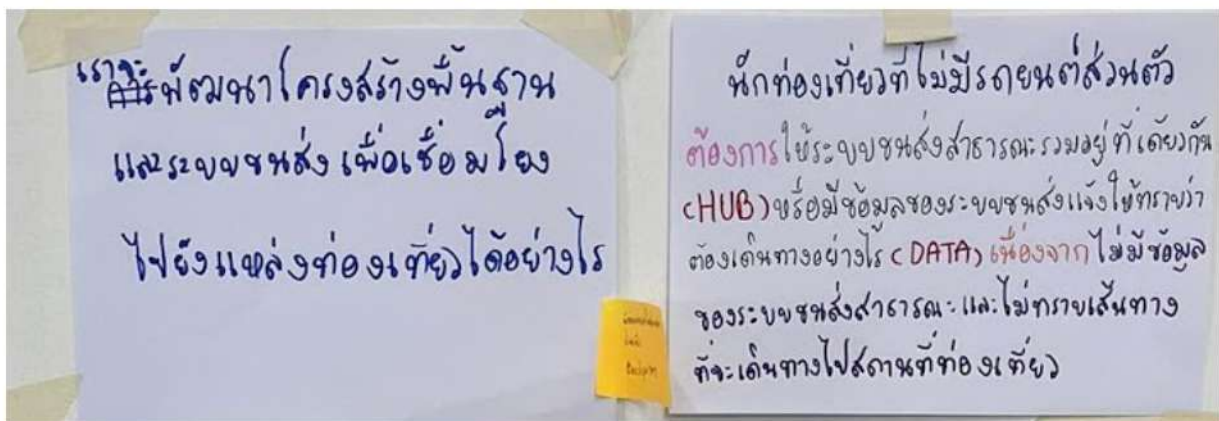 เราจะพัฒนาโครงสร้างพื้นฐาน
และระบบขนส่งเพื่อเชื่อมโยง
ไปยังแหล่งท่องเที่ยวได้อย่างไร
นักท่องเที่ยวที่ไม่มีรถยนต์ส่วนตัว
ต้องการให้ระบบขนส่งสาธารณะรวมอยู่ที่เดียวกัน
(HUB) หรือมีข้อมูลของระบบขนส่งแจ้งให้ทราบว่า
ต้องเดินทางอย่างไร (DATA) เนื่องจากไม่มีข้อมูล
ของระบบขนส่งสาธารณะและไม่ทราบเส้นทาง
ที่จะเดินทางไปสถานที่ท่องเที่ยว